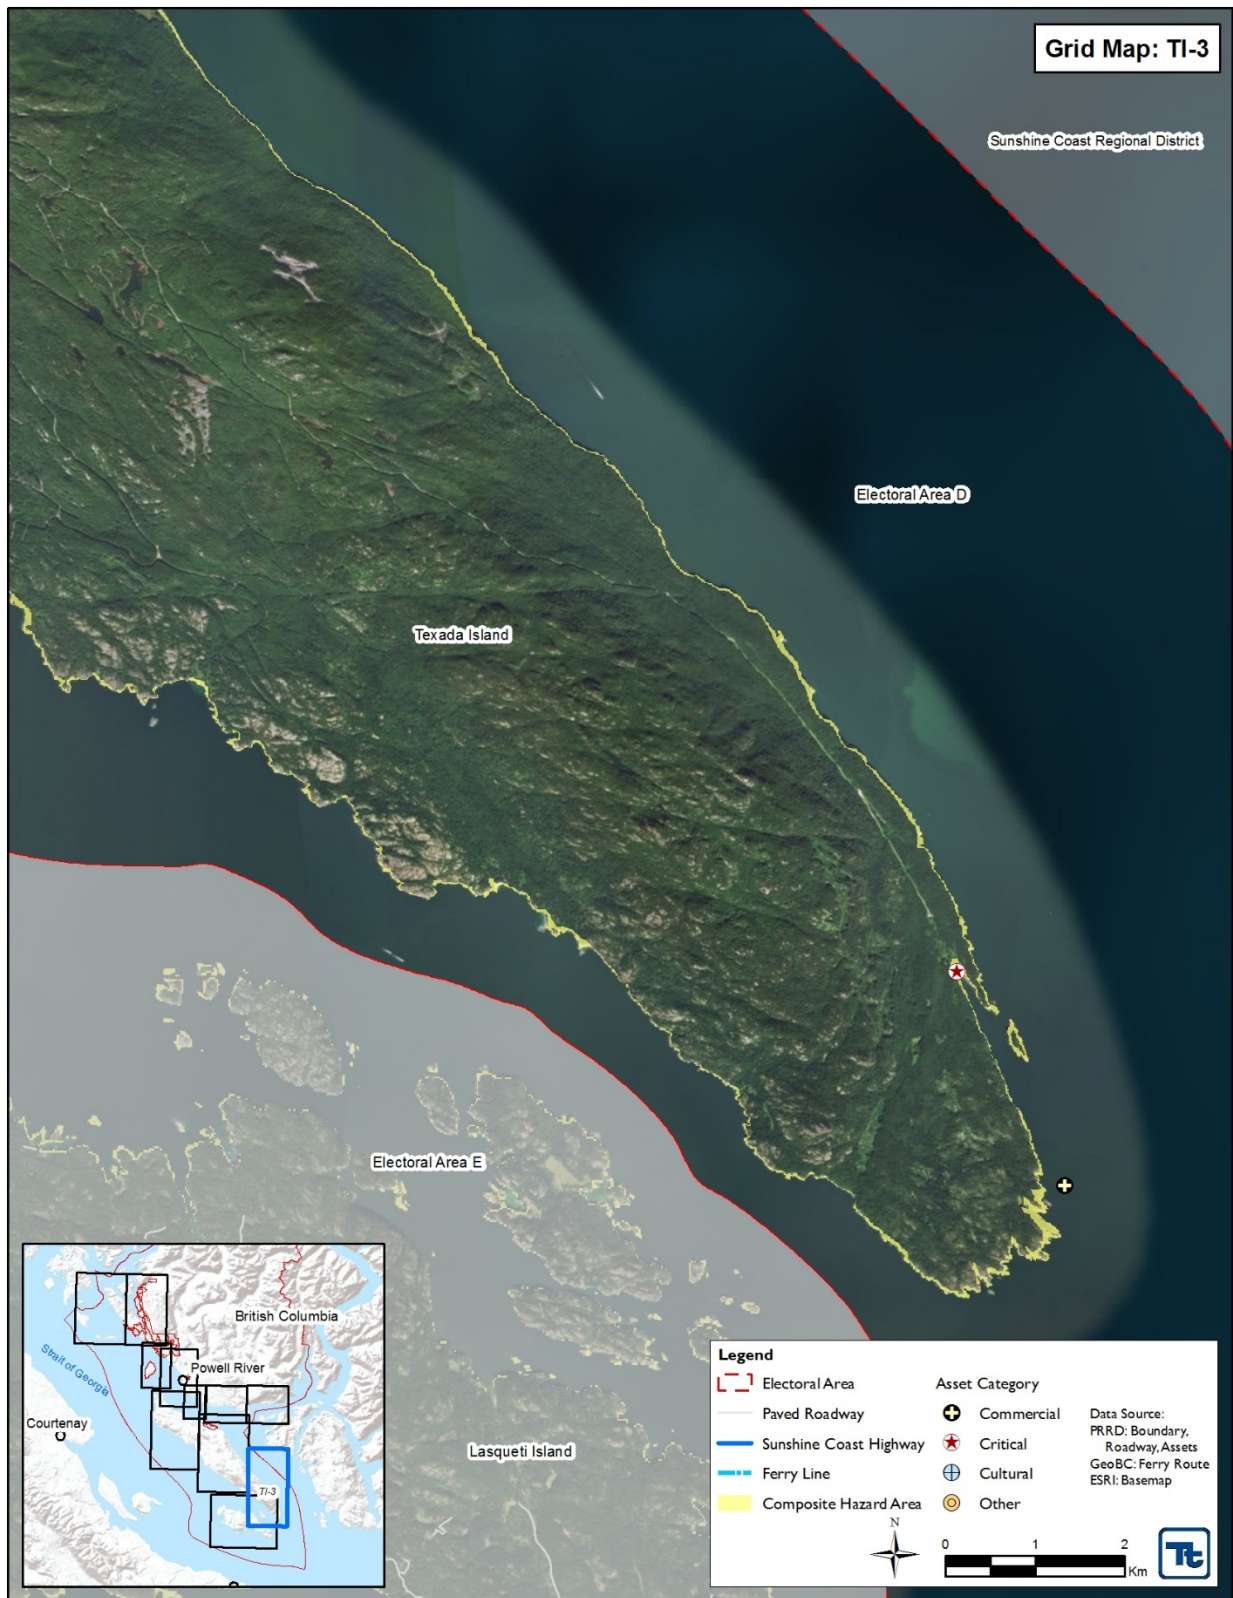 Grid Map: TI-3
Sunshine Coast Regional District
Electoral Area D
Texada Island
Electoral Area E
Lasqueti Island
British Columbia
Strait of Georgia
Powell River
Courtenay
TI-3
Legend
Electoral Area
Paved Roadway
Sunshine Coast Highway
Ferry Line
Composite Hazard Area
Asset Category
Commercial
Critical
Cultural
Other
Data Source:
PRRD: Boundary,
Roadway, Assets
GeoBC: Ferry Route
ESRI: Basemap
N
0 1 2
Km
Tt